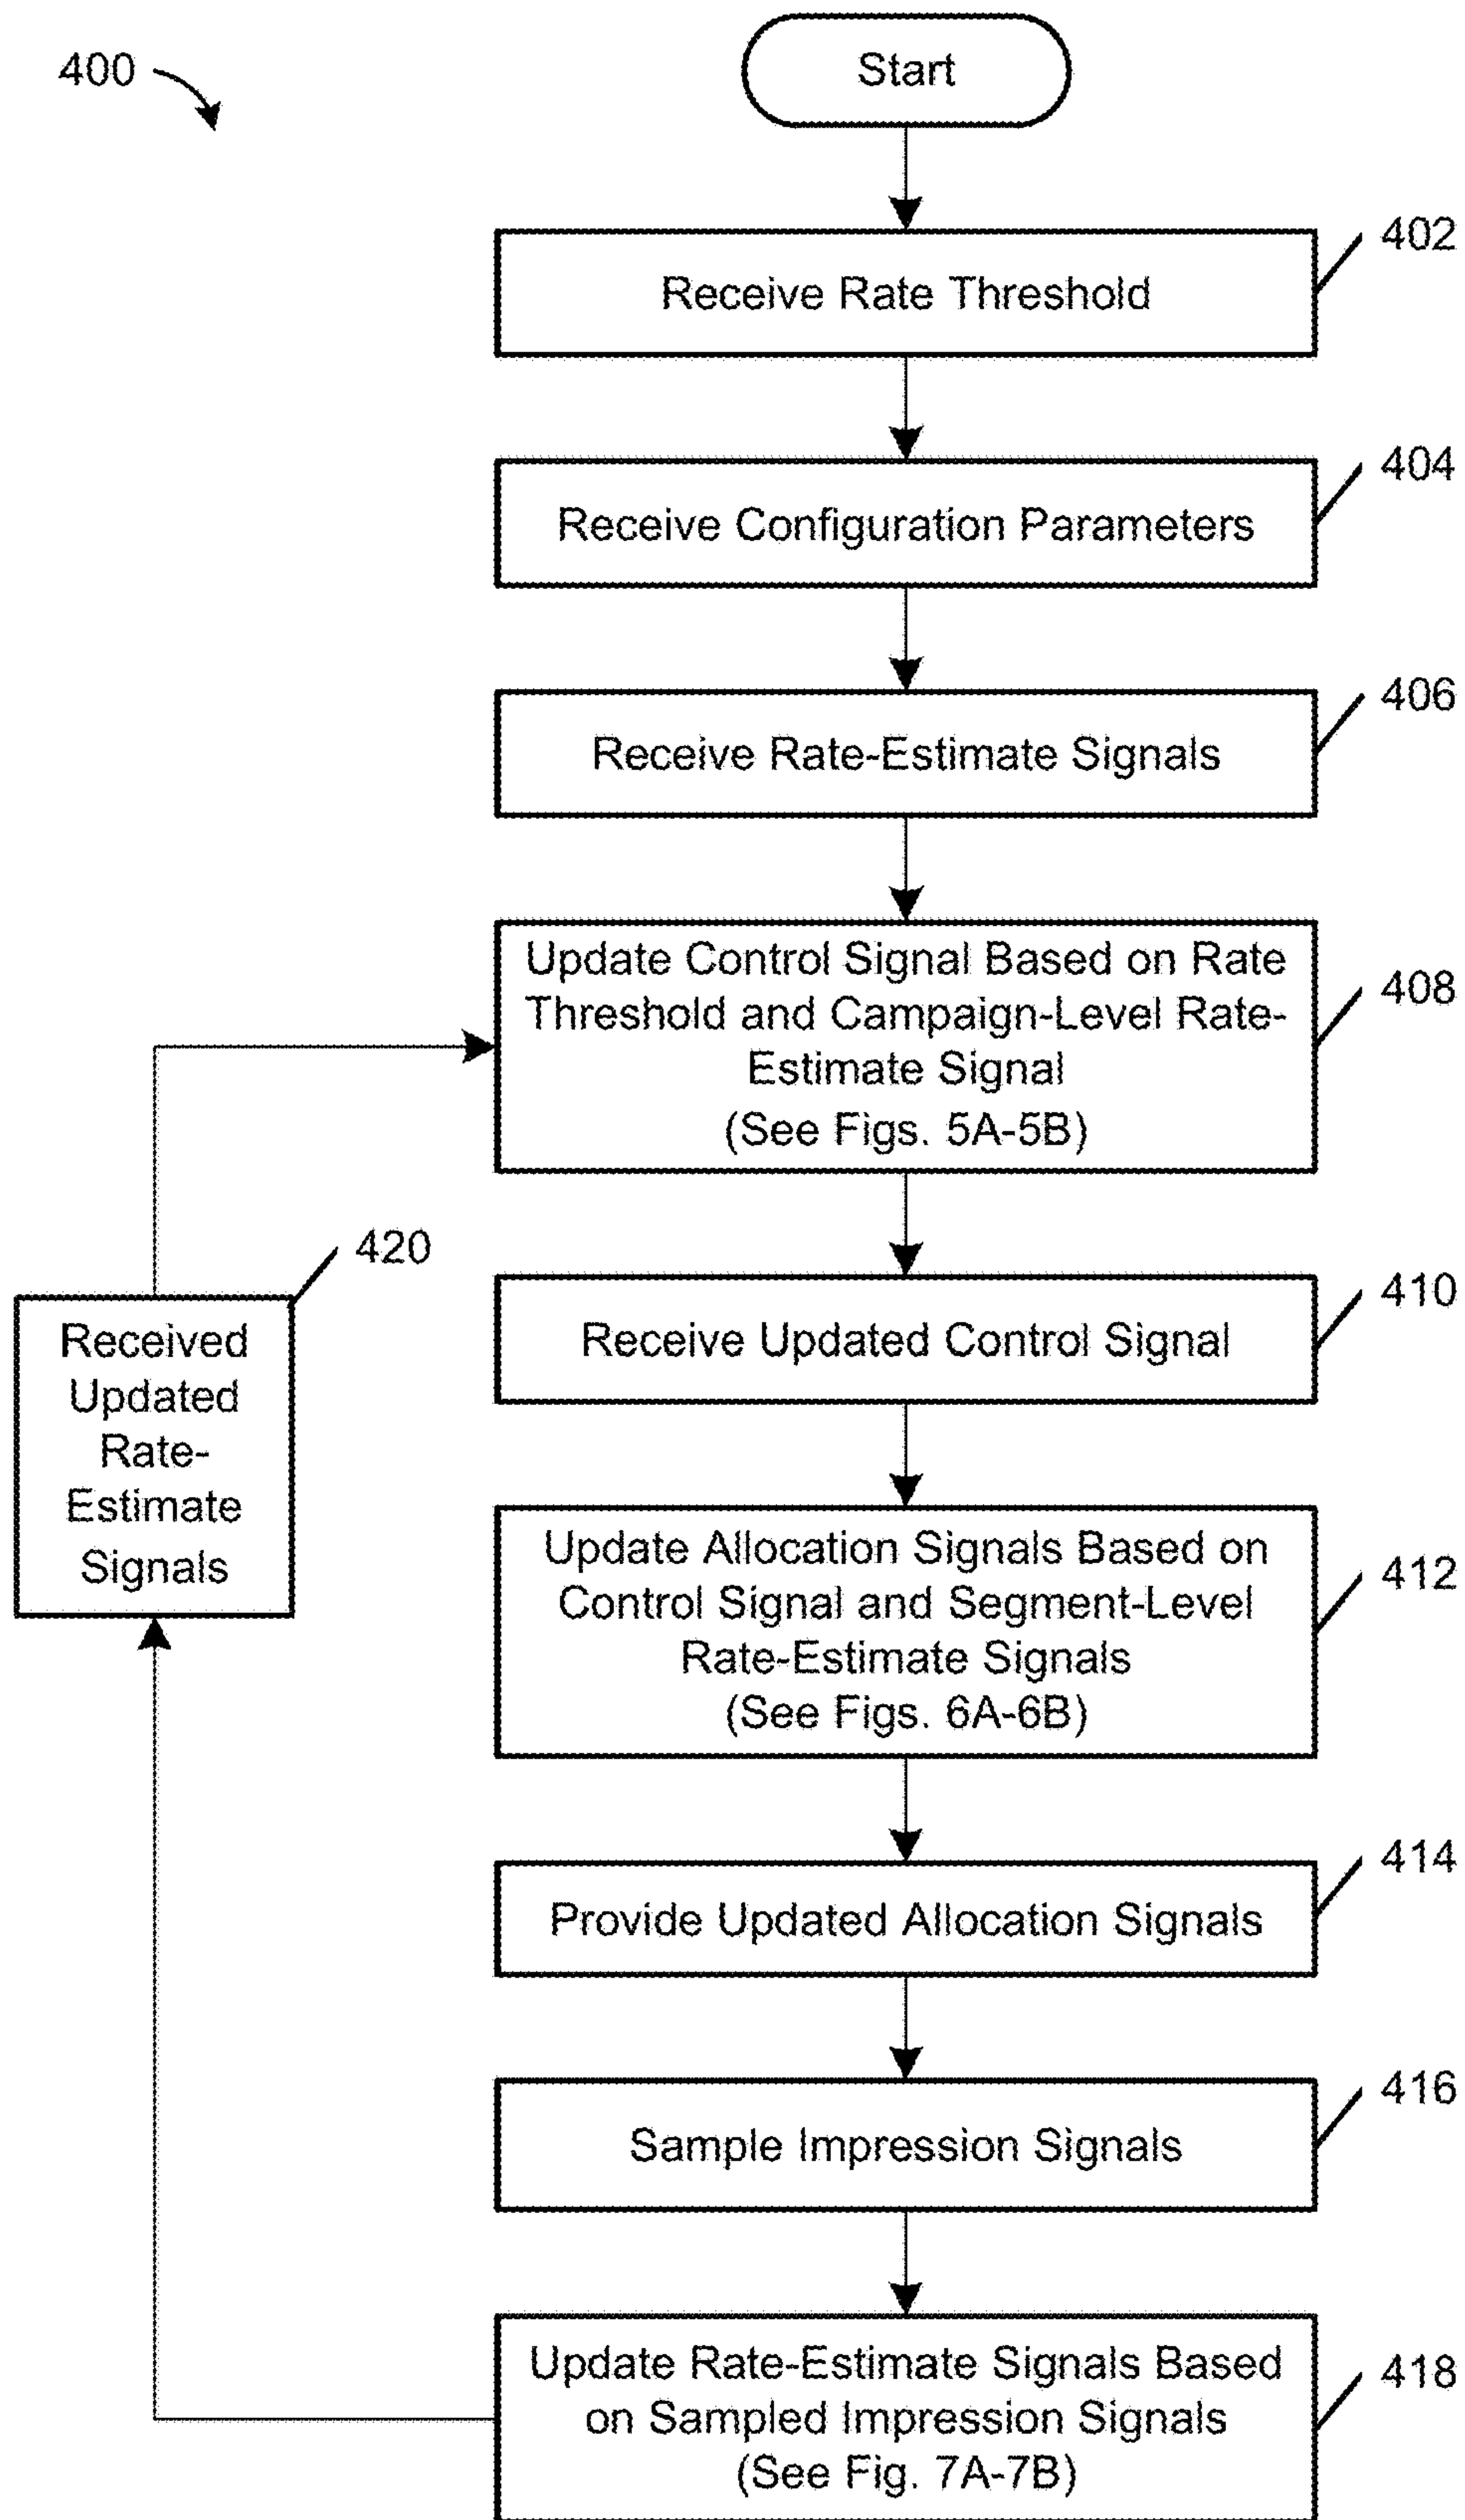 400
Start
402
Receive Rate Threshold
404
Receive Configuration Parameters
406
Receive Rate-Estimate Signals
408
Update Control Signal Based on Rate
Threshold and Campaign-Level Rate-
Estimate Signal
(See Figs. 5A-5B)
410
Receive Updated Control Signal
420
Received
Updated
Rate-
Estimate
Signals
412
Update Allocation Signals Based on
Control Signal and Segment-Level
Rate-Estimate Signals
(See Figs. 6A-6B)
414
Provide Updated Allocation Signals
416
Sample Impression Signals
418
Update Rate-Estimate Signals Based
on Sampled Impression Signals
(See Fig. 7A-7B)